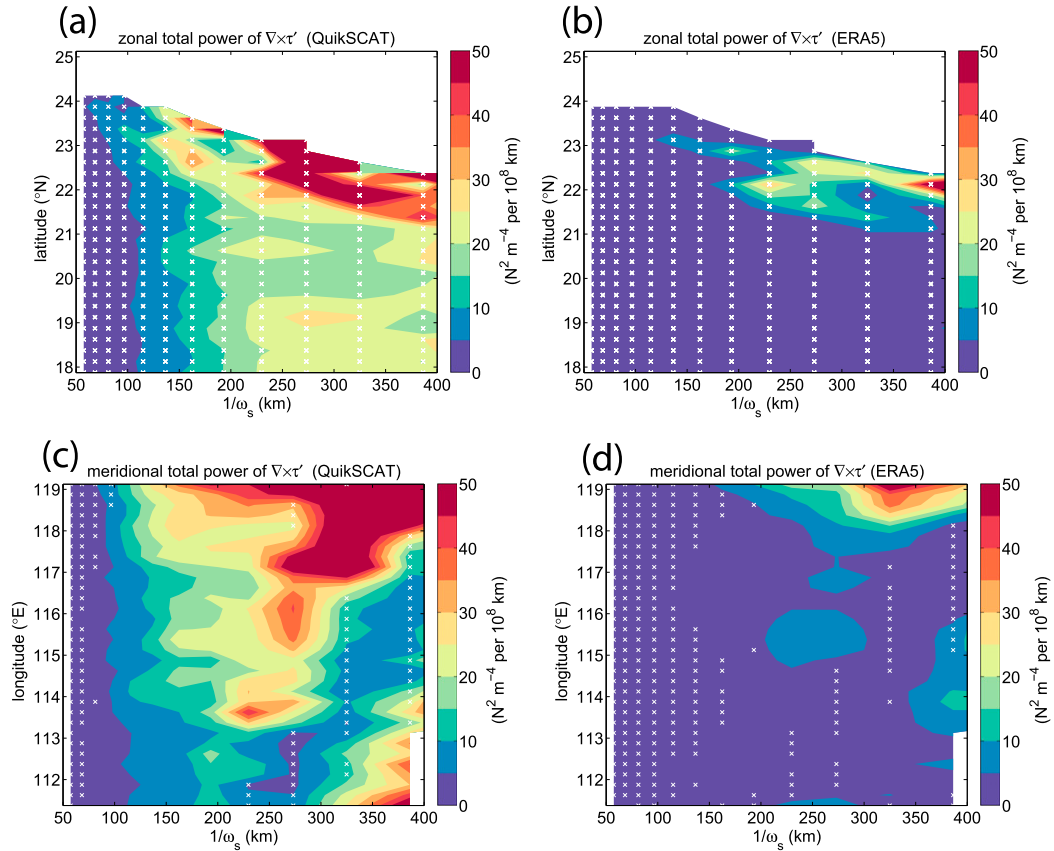 (a)
zonal total power of ∇×τ′ (QuikSCAT)
25
24
23
22
21
20
19
18
latitude (°N)
50 100 150 200 250 300 350 400
1/ωs (km)
50
40
30
20
10
0
(N² m⁻⁴ per 10⁸ km)
(b)
zonal total power of ∇×τ′ (ERA5)
25
24
23
22
21
20
19
18
latitude (°N)
50 100 150 200 250 300 350 400
1/ωs (km)
50
40
30
20
10
0
(N² m⁻⁴ per 10⁸ km)
(c)
meridional total power of ∇×τ′ (QuikSCAT)
119
118
117
116
115
114
113
112
longitude (°E)
50 100 150 200 250 300 350 400
1/ωs (km)
50
40
30
20
10
0
(N² m⁻⁴ per 10⁸ km)
(d)
meridional total power of ∇×τ′ (ERA5)
119
118
117
116
115
114
113
112
longitude (°E)
50 100 150 200 250 300 350 400
1/ωs (km)
50
40
30
20
10
0
(N² m⁻⁴ per 10⁸ km)